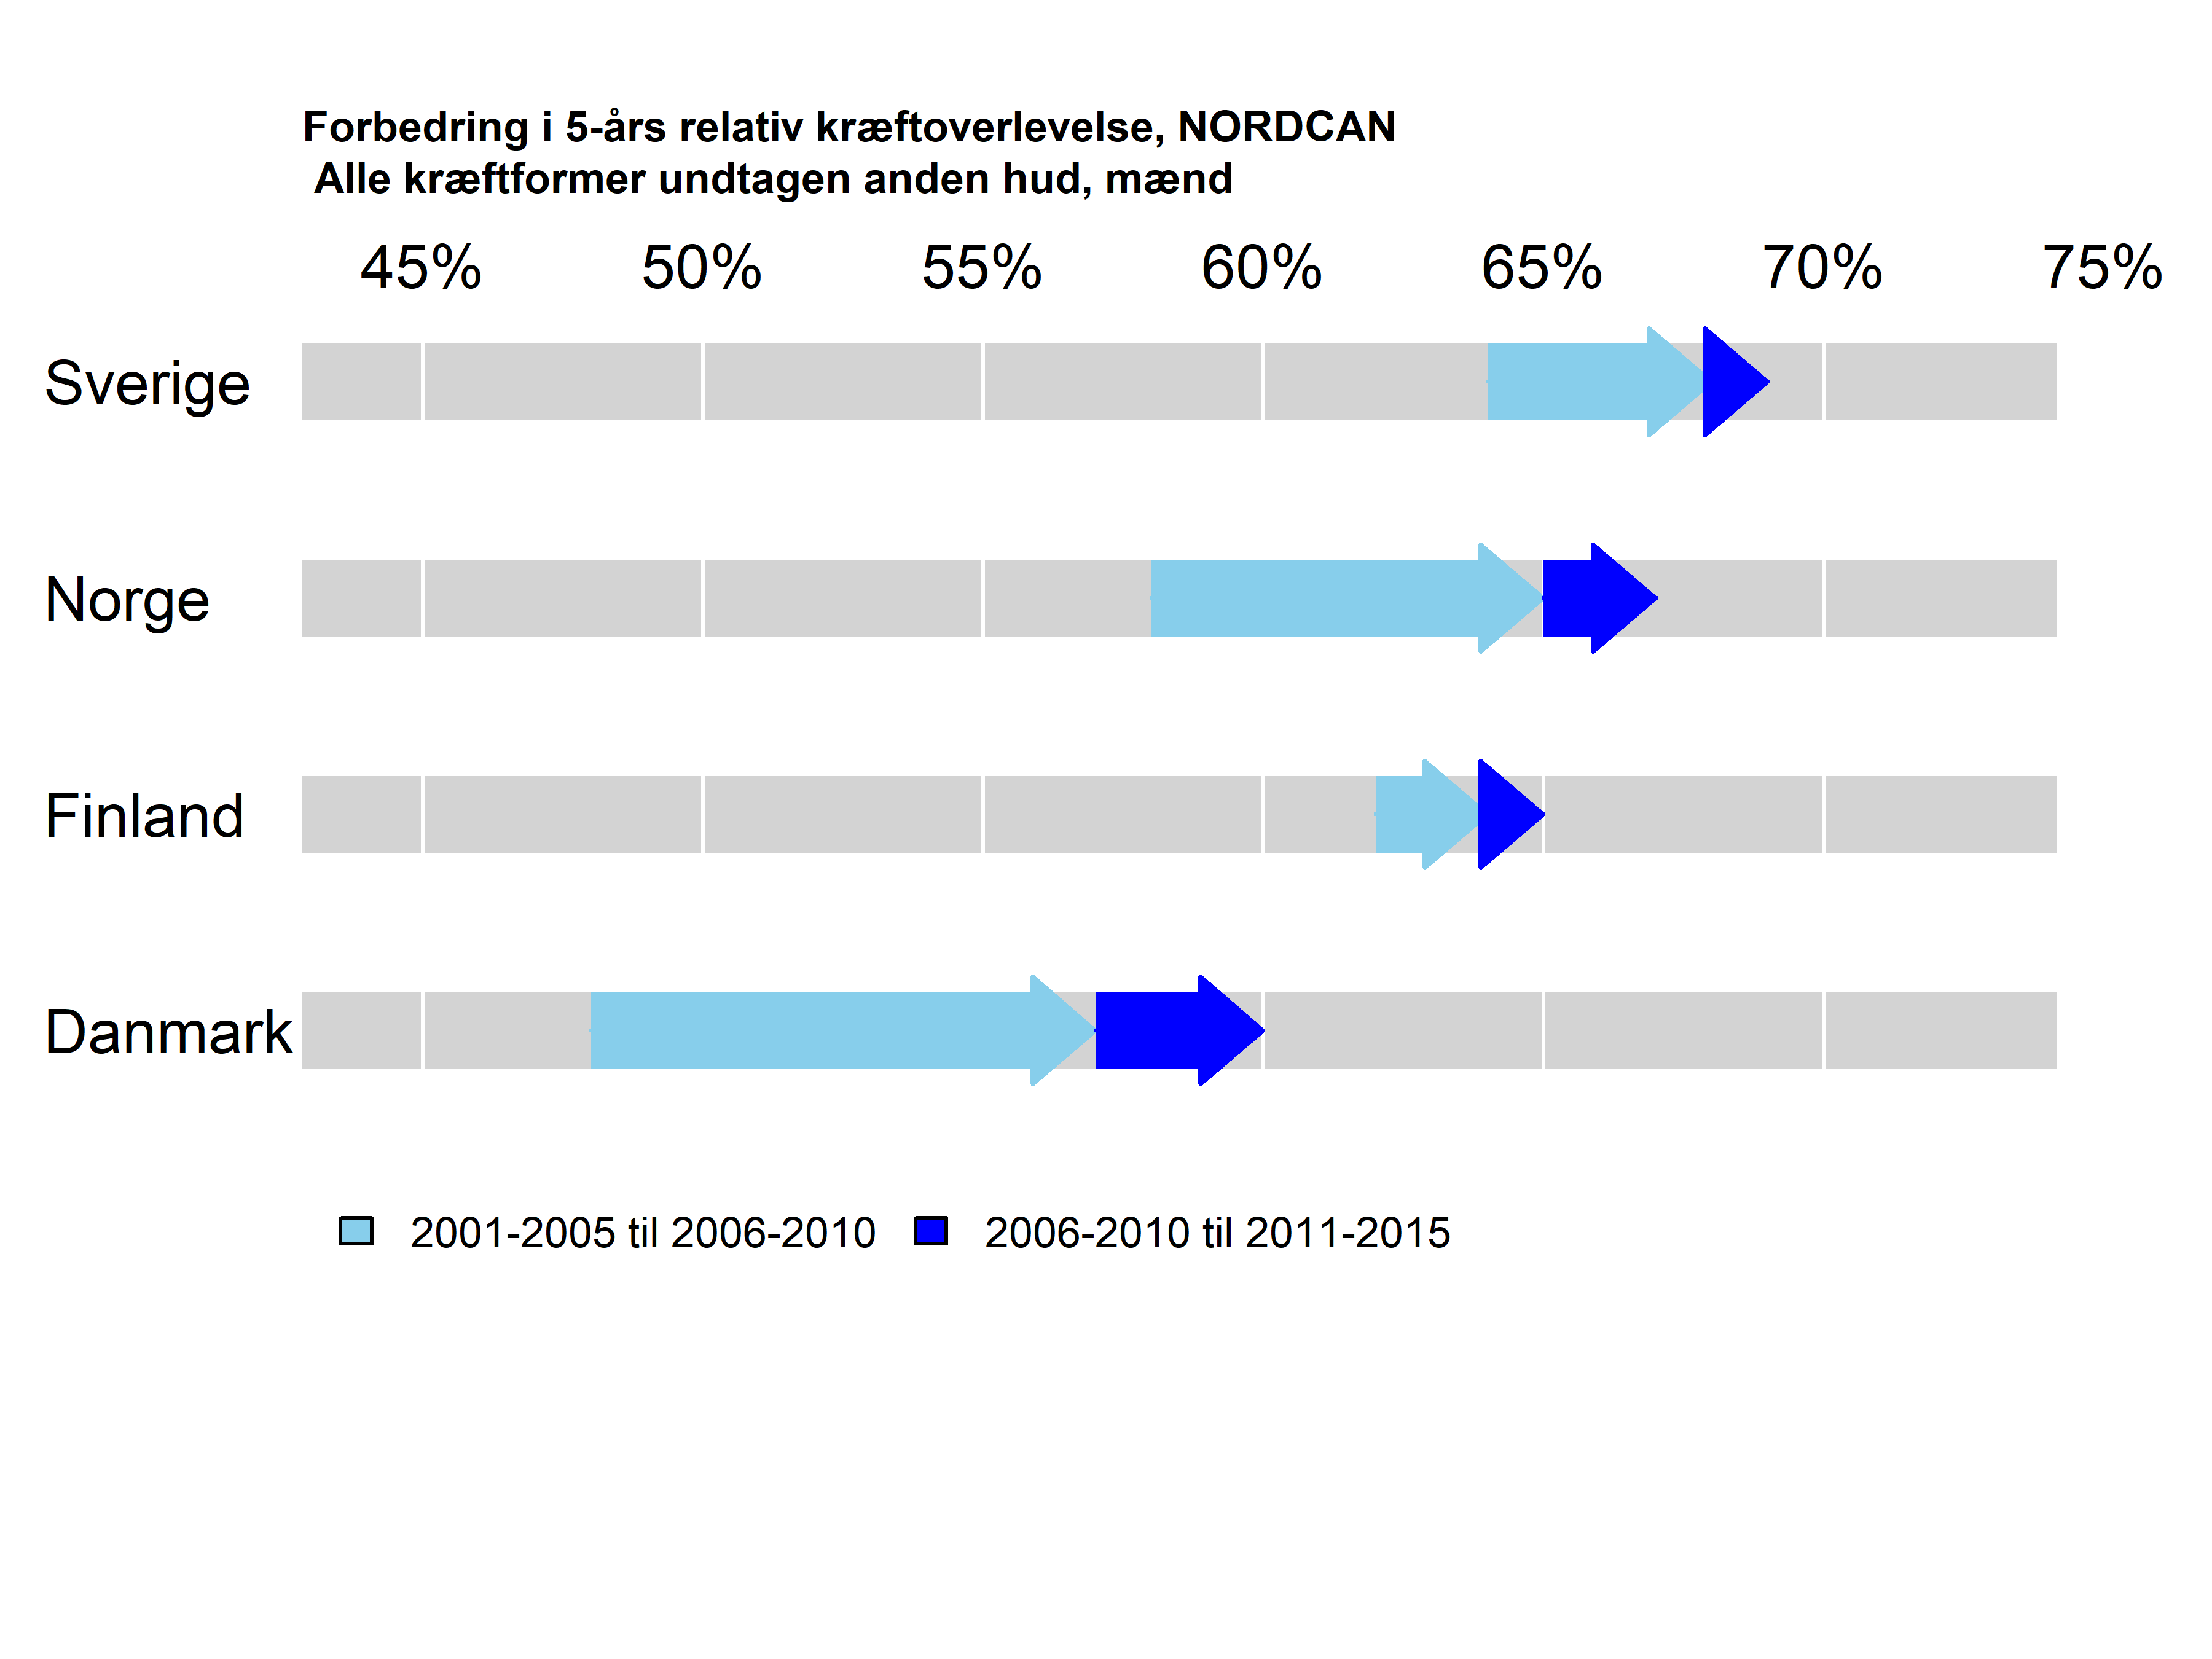 Forbedring i 5-års relativ kræftoverlevelse, NORDCAN
Alle kræftformer undtagen anden hud, mænd
45% 50% 55% 60% 65% 70% 75%
Sverige
Norge
Finland
Danmark
2001-2005 til 2006-2010 2006-2010 til 2011-2015